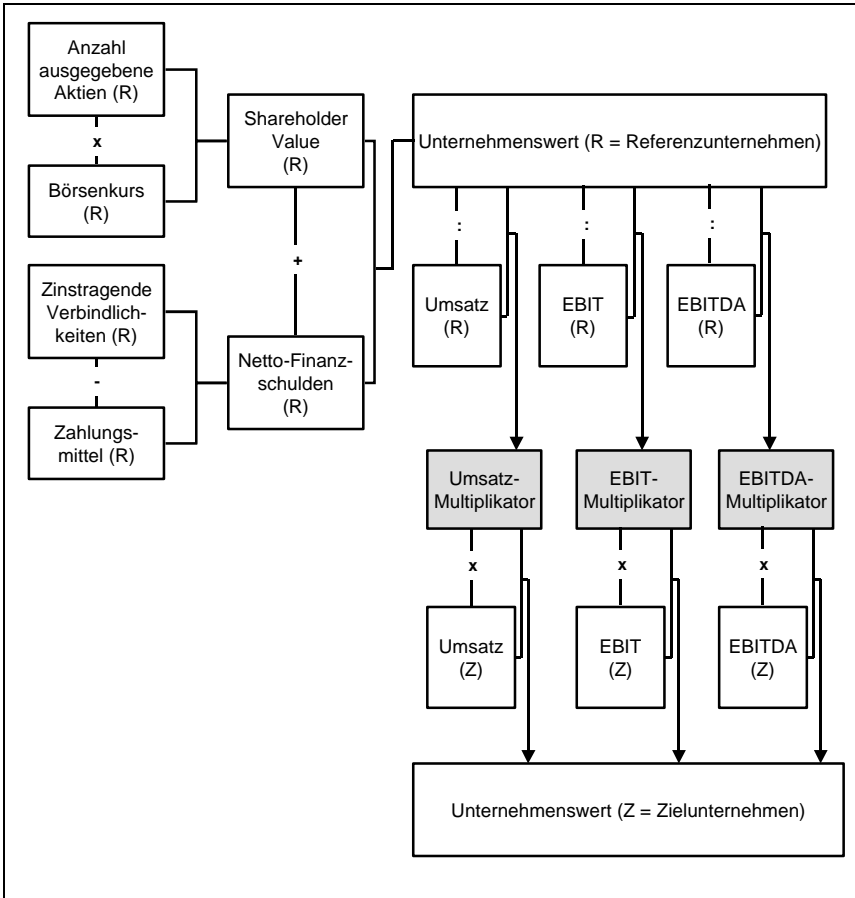 Anzahl
ausgegebene
Aktien (R)
x
Börsenkurs
(R)
Zinstragende
Verbindlich-
keiten (R)
-
Zahlungs-
mittel (R)
Shareholder
Value
(R)
+
Netto-Finanz-
schulden
(R)
Unternehmenswert (R = Referenzunternehmen)
: : :
Umsatz
(R)
EBIT
(R)
EBITDA
(R)
Umsatz-
Multiplikator
EBIT-
Multiplikator
EBITDA-
Multiplikator
x x x
Umsatz
(Z)
EBIT
(Z)
EBITDA
(Z)
Unternehmenswert (Z = Zielunternehmen)